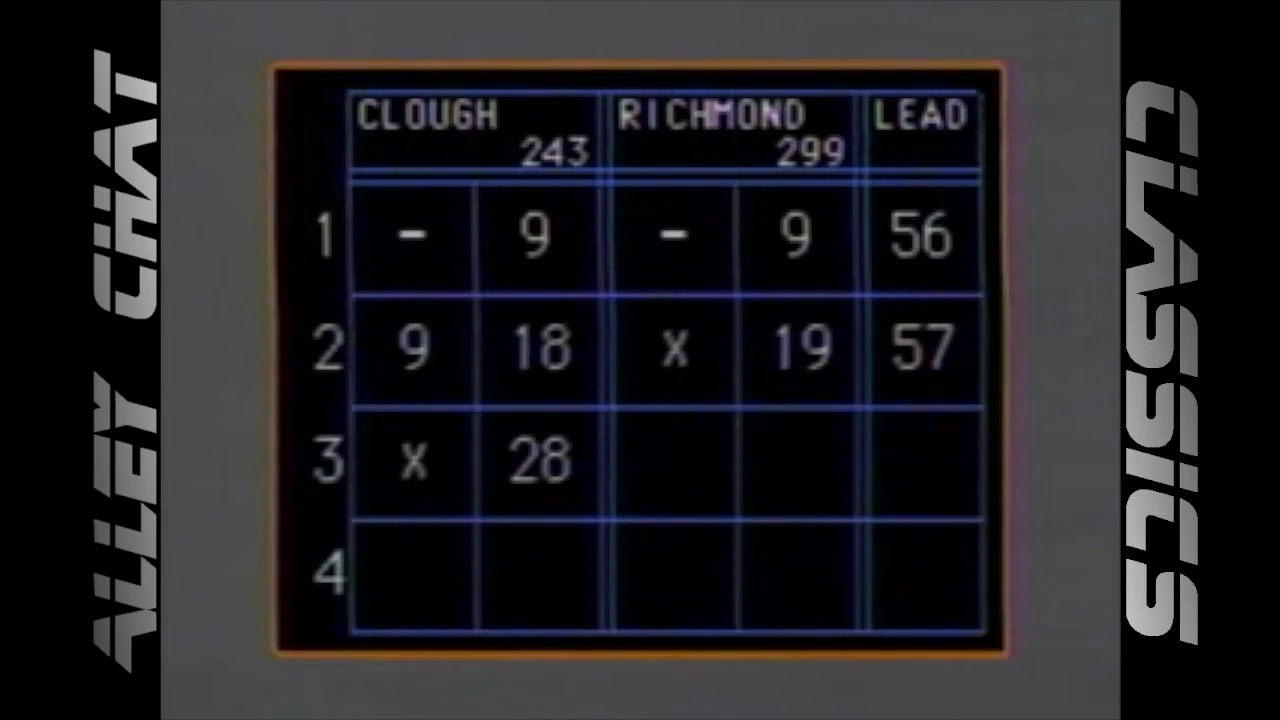 ALLEY CHAT
CLOUGH RICHMOND LEAD
243 299
1 - 9 - 9 56
2 9 18 X 19 57
3 X 28
4
CLASSICS